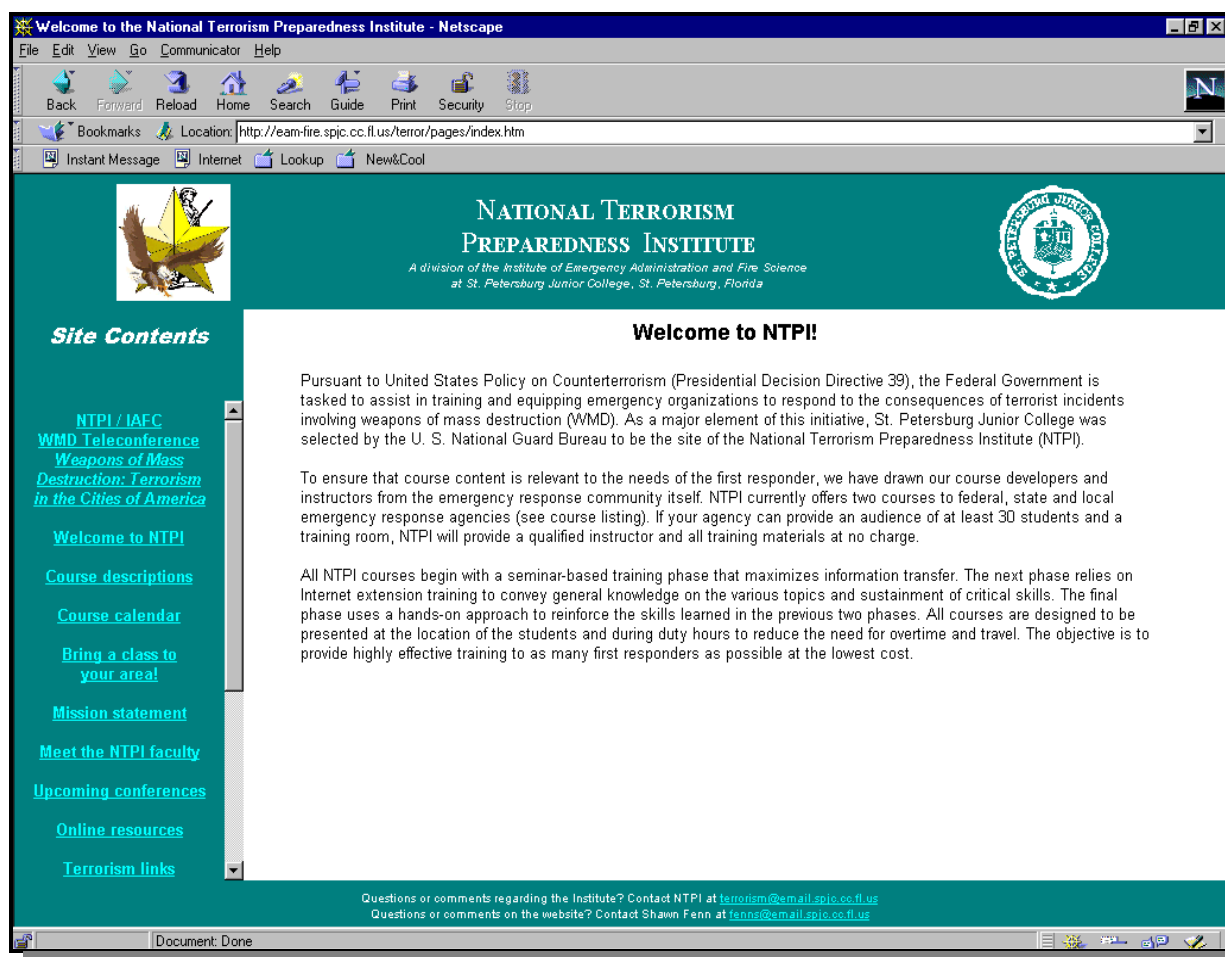 Welcome to the National Terrorism Preparedness Institute - Netscape
File Edit View Go Communicator Help
Back Forward Reload Home Search Guide Print Security Stop
N
Bookmarks Location: http://eam-fire.spjc.cc.fl.us/terror/pages/index.htm
Instant Message Internet Lookup New&Cool
NATIONAL TERRORISM
PREPAREDNESS INSTITUTE
A division of the Institute of Emergency Administration and Fire Science
at St. Petersburg Junior College, St. Petersburg, Florida
ST. PETERSBURG JUNIOR COLLEGE
Site Contents
NTPI / IAFC
WMD Teleconference
Weapons of Mass
Destruction: Terrorism
in the Cities of America
Welcome to NTPI
Course descriptions
Course calendar
Bring a class to
your area!
Mission statement
Meet the NTPI faculty
Upcoming conferences
Online resources
Terrorism links
Welcome to NTPI!
Pursuant to United States Policy on Counterterrorism (Presidential Decision Directive 39), the Federal Government is
tasked to assist in training and equipping emergency organizations to respond to the consequences of terrorist incidents
involving weapons of mass destruction (WMD). As a major element of this initiative, St. Petersburg Junior College was
selected by the U. S. National Guard Bureau to be the site of the National Terrorism Preparedness Institute (NTPI).
To ensure that course content is relevant to the needs of the first responder, we have drawn our course developers and
instructors from the emergency response community itself. NTPI currently offers two courses to federal, state and local
emergency response agencies (see course listing). If your agency can provide an audience of at least 30 students and a
training room, NTPI will provide a qualified instructor and all training materials at no charge.
All NTPI courses begin with a seminar-based training phase that maximizes information transfer. The next phase relies on
Internet extension training to convey general knowledge on the various topics and sustainment of critical skills. The final
phase uses a hands-on approach to reinforce the skills learned in the previous two phases. All courses are designed to be
presented at the location of the students and during duty hours to reduce the need for overtime and travel. The objective is to
provide highly effective training to as many first responders as possible at the lowest cost.
Questions or comments regarding the Institute? Contact NTPI at terrorism@email.spjc.cc.fl.us
Questions or comments on the website? Contact Shawn Fenn at fenns@email.spjc.cc.fl.us
Document: Done